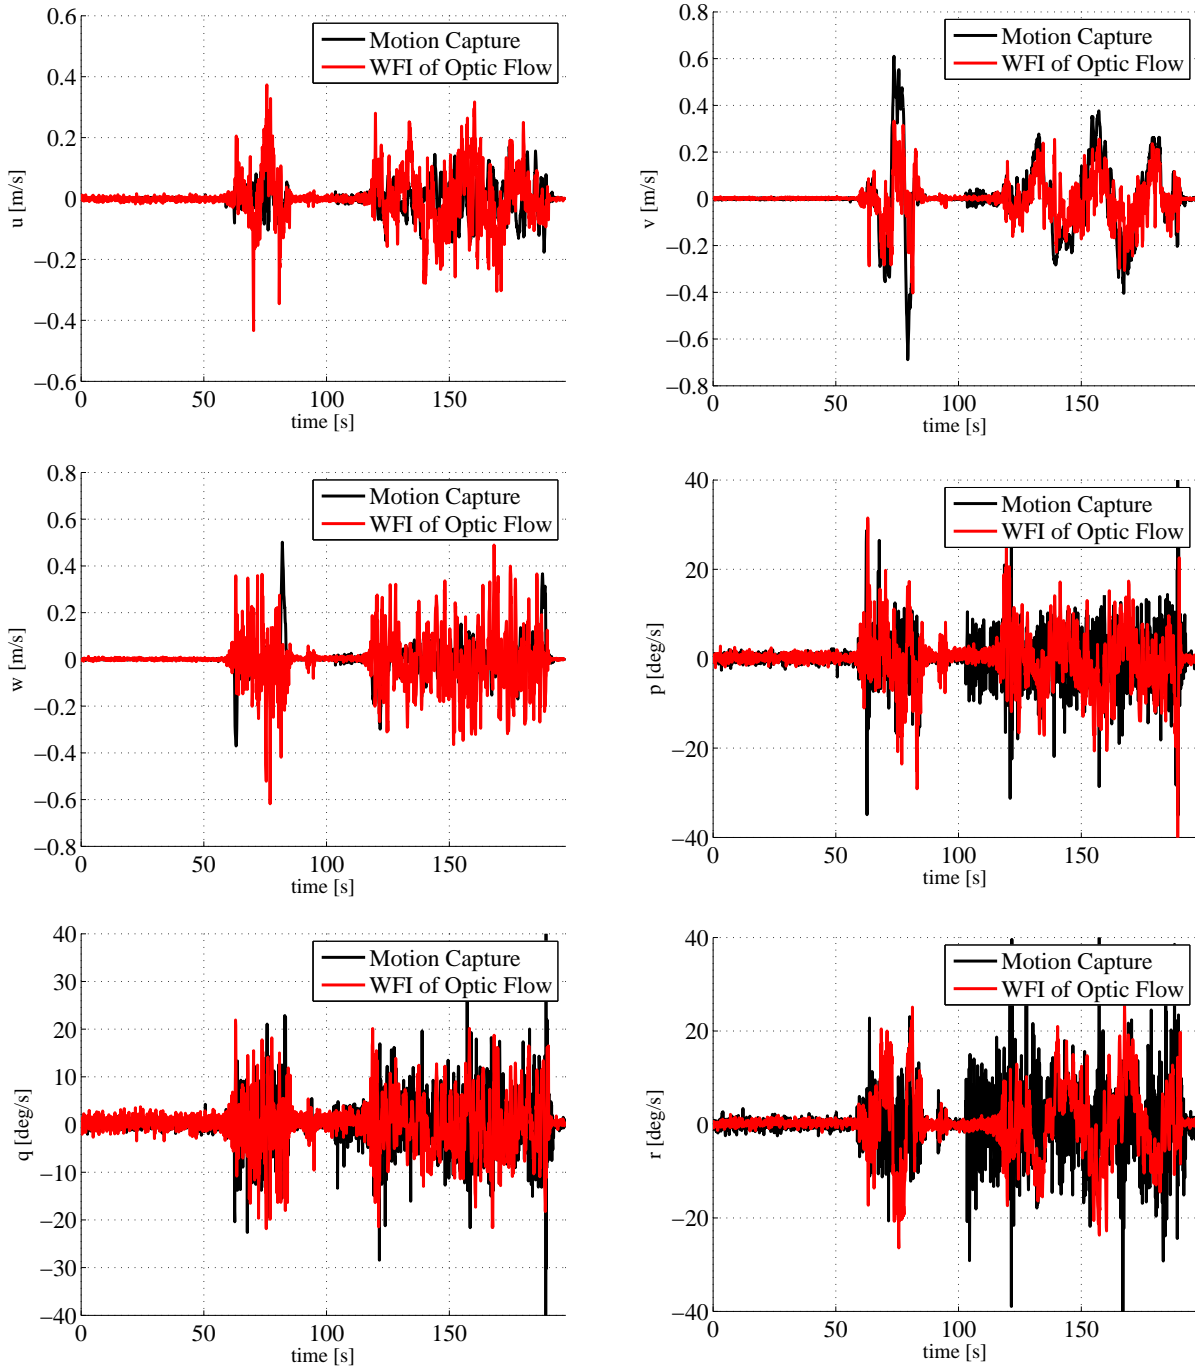 0.6
0.4
0.2
0
−0.2
−0.4
−0.6
u [m/s]
Motion Capture
WFI of Optic Flow
0 50 100 150
time [s]
0.8
0.6
0.4
0.2
0
−0.2
−0.4
−0.6
−0.8
v [m/s]
Motion Capture
WFI of Optic Flow
0 50 100 150
time [s]
0.8
0.6
0.4
0.2
0
−0.2
−0.4
−0.6
−0.8
w [m/s]
Motion Capture
WFI of Optic Flow
0 50 100 150
time [s]
40
20
0
−20
−40
p [deg/s]
Motion Capture
WFI of Optic Flow
0 50 100 150
time [s]
40
30
20
10
0
−10
−20
−30
−40
q [deg/s]
Motion Capture
WFI of Optic Flow
0 50 100 150
time [s]
40
20
0
−20
−40
r [deg/s]
Motion Capture
WFI of Optic Flow
0 50 100 150
time [s]